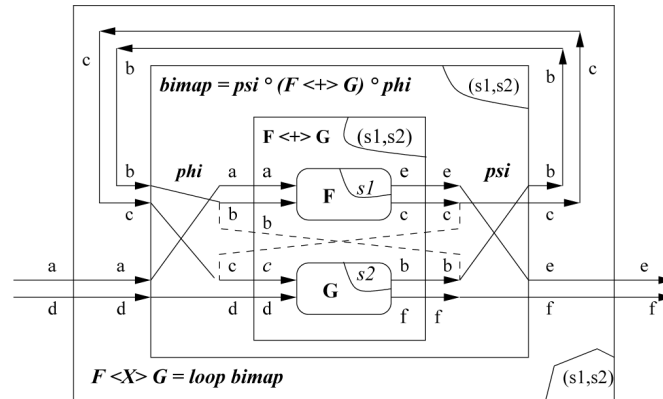 c
c
b
b
bimap = psi ° (F <+> G) ° phi
(s1,s2)
F <+> G
(s1,s2)
phi
psi
b
a
a
F
s1
e
e
b
c
b
b
c
c
c
c
a
a
c
c
G
s2
b
b
e
e
d
d
d
d
f
f
f
f
F <X> G = loop bimap
(s1,s2)